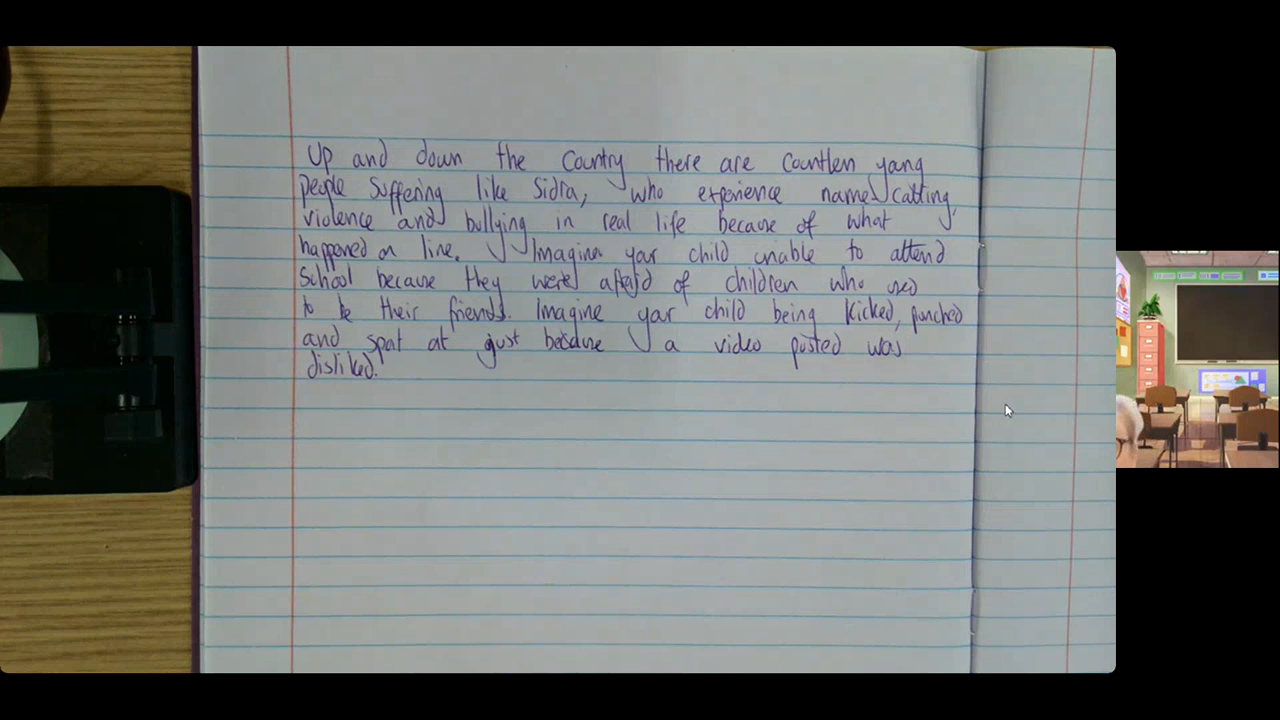 Up and down the Country there are Countless young
people suffering like Sidra, who experience name calling,
violence and bullying in real life because of what
happened on line. Imagine your child unable to attend
School because they were afraid of children who used
to be their friends. Imagine your child being kicked, punched
and spat at just because a video posted was
disliked.